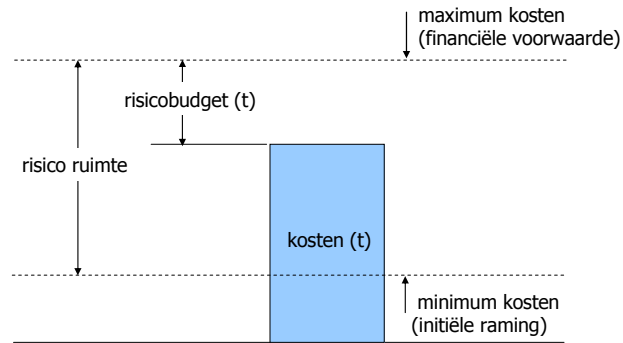 maximum kosten
(financiële voorwaarde)
risicobudget (t)
risico ruimte
kosten (t)
minimum kosten
(initiële raming)